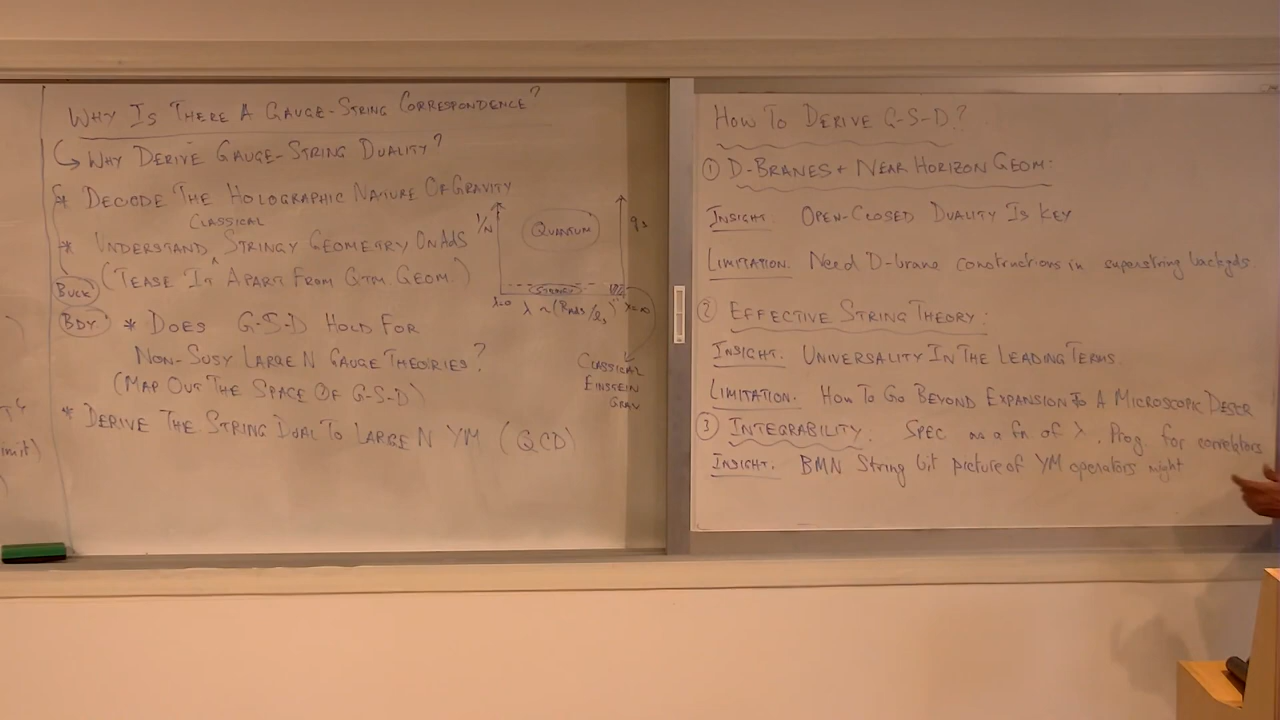 WHY IS THERE A GAUGE-STRING CORRESPONDENCE?
↳ WHY DERIVE GAUGE-STRING DUALITY?
* DECODE THE HOLOGRAPHIC NATURE OF GRAVITY
CLASSICAL
* UNDERSTAND ^ STRINGY GEOMETRY ON AdS
(TEASE IT APART FROM QTM GEOM.)
BULK
BDY * DOES G-S-D HOLD FOR
NON-SUSY LARGE N GAUGE THEORIES?
(MAP OUT THE SPACE OF G-S-D)
* DERIVE THE STRING DUAL TO LARGE N YM (QCD)
1/N
QUANTUM
g_s
STRINGY
λ=0
λ ~ (R_AdS/l_s)
λ=∞
CLASSICAL
EINSTEIN
GRAV
HOW TO DERIVE G-S-D?
① D-BRANES + NEAR HORIZON GEOM:
INSIGHT. OPEN-CLOSED DUALITY IS KEY
LIMITATION. Need D-brane constructions in superstring backgds.
② EFFECTIVE STRING THEORY:
INSIGHT. UNIVERSALITY IN THE LEADING TERMS.
LIMITATION. HOW TO GO BEYOND EXPANSION TO A MICROSCOPIC DESCR
③ INTEGRABILITY. SPEC as a fn of λ. Prog. for correlators
INSIGHT. BMN String bit picture of YM operators might